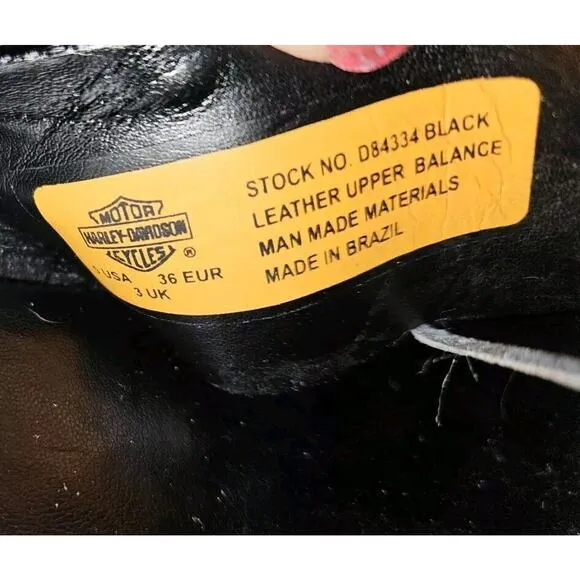 MOTOR
HARLEY-DAVIDSON
CYCLES
®
USA 36 EUR
3 UK
STOCK NO. D84334 BLACK
LEATHER UPPER BALANCE
MAN MADE MATERIALS
MADE IN BRAZIL